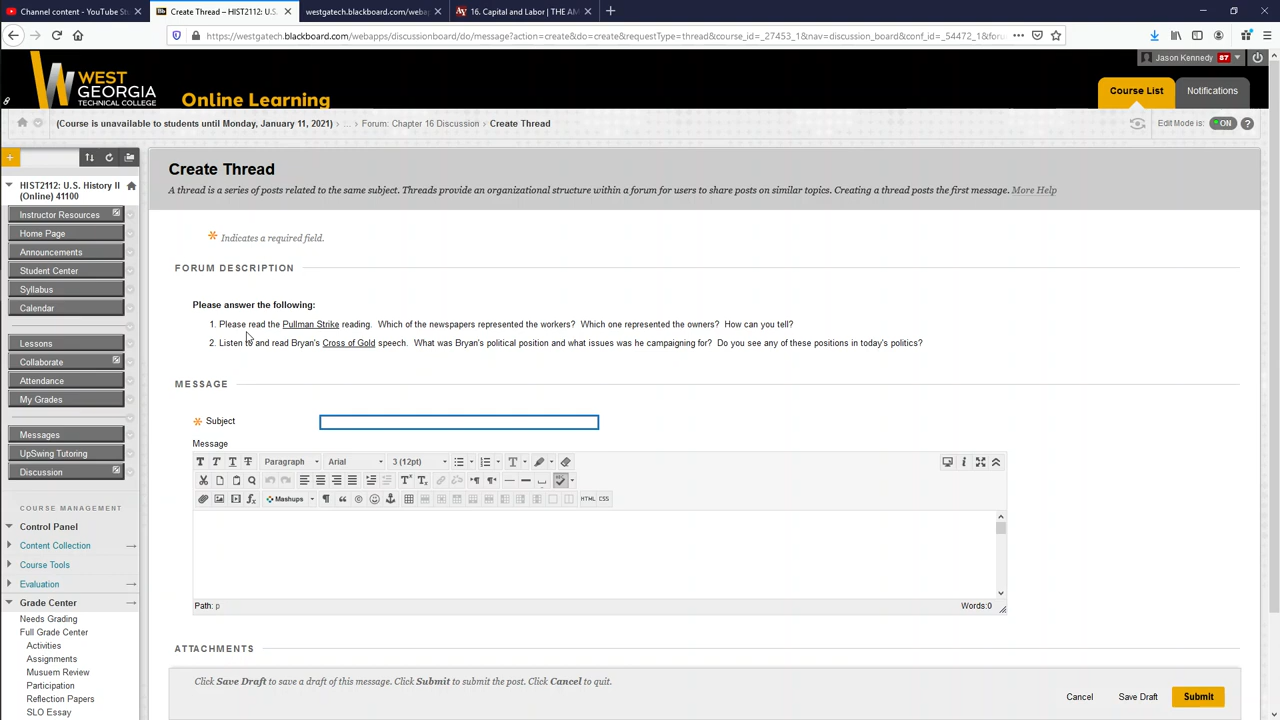 Channel content - YouTube Stu
Create Thread – HIST2112: U.S.
westgatech.blackboard.com/webap
16. Capital and Labor | THE AM
https://westgatech.blackboard.com/webapps/discussionboard/do/message?action=create&do=create&requestType=thread&course_id=_27453_1&nav=discussion_board&conf_id=_54472_1&foru
Jason Kennedy 87
WEST GEORGIA
TECHNICAL COLLEGE
Online Learning
Course List
Notifications
(Course is unavailable to students until Monday, January 11, 2021) ... Forum: Chapter 16 Discussion Create Thread
Edit Mode is: ON ?
HIST2112: U.S. History II (Online) 41100
Instructor Resources
Home Page
Announcements
Student Center
Syllabus
Calendar
Lessons
Collaborate
Attendance
My Grades
Messages
UpSwing Tutoring
Discussion
COURSE MANAGEMENT
Control Panel
Content Collection
Course Tools
Evaluation
Grade Center
Needs Grading
Full Grade Center
Activities
Assignments
Musuem Review
Participation
Reflection Papers
SLO Essay
Create Thread
A thread is a series of posts related to the same subject. Threads provide an organizational structure within a forum for users to share posts on similar topics. Creating a thread posts the first message. More Help
Indicates a required field.
FORUM DESCRIPTION
Please answer the following:
1. Please read the Pullman Strike reading. Which of the newspapers represented the workers? Which one represented the owners? How can you tell?
2. Listen to and read Bryan's Cross of Gold speech. What was Bryan's political position and what issues was he campaigning for? Do you see any of these positions in today's politics?
MESSAGE
Subject
Message
T T T T Paragraph Arial 3 (12pt)
Mashups HTML CSS
Path: p
Words:0
ATTACHMENTS
Click Save Draft to save a draft of this message. Click Submit to submit the post. Click Cancel to quit.
Cancel
Save Draft
Submit